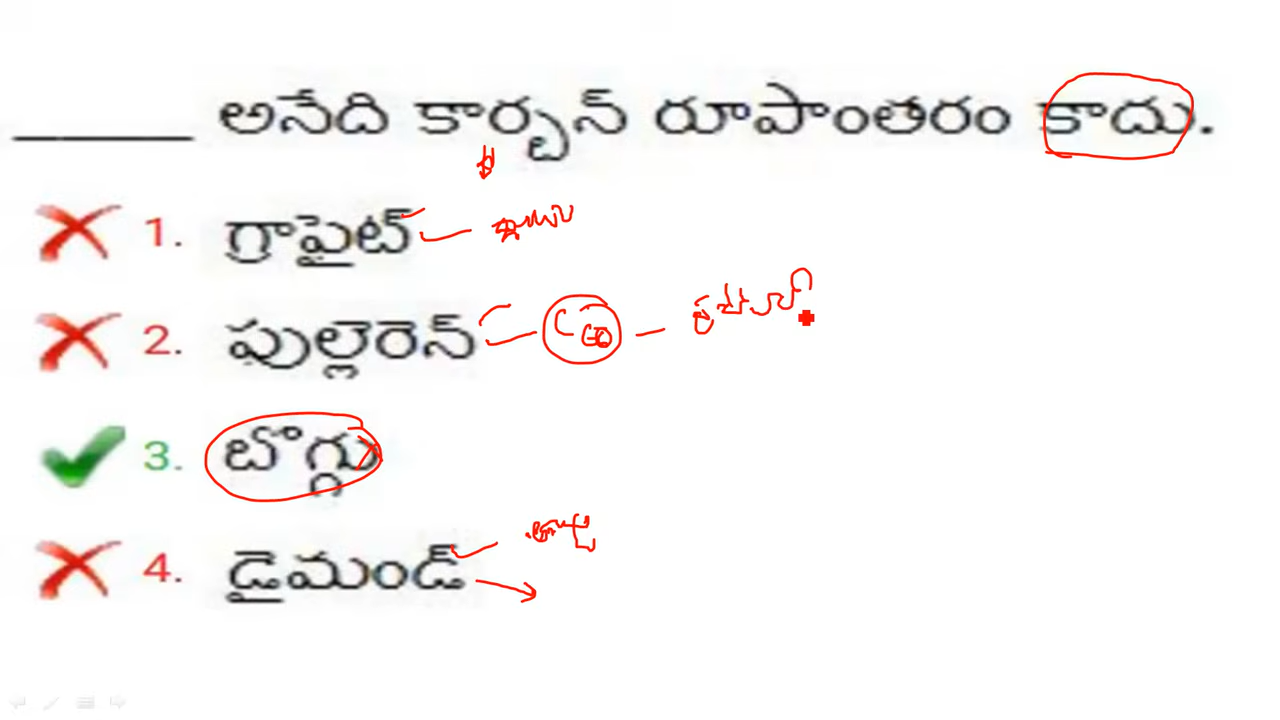 ______ అనేది కార్బన్ రూపాంతరం కాదు.
1. గ్రాఫైట్
2. ఫుల్లెరెన్ C60
3. బొగ్గు
4. డైమండ్